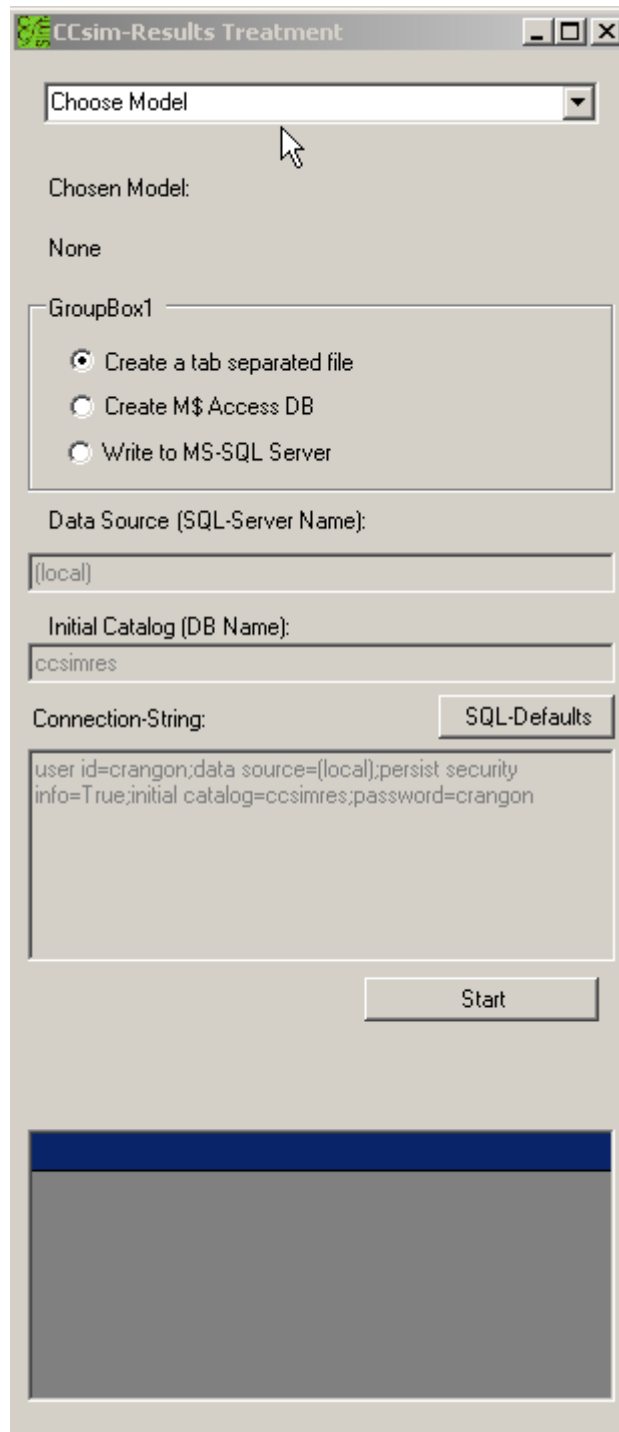 CCsim-Results Treatment
Choose Model
Chosen Model:
None
GroupBox1
Create a tab separated file
Create M$ Access DB
Write to MS-SQL Server
Data Source (SQL-Server Name):
(local)
Initial Catalog (DB Name):
ccsimres
Connection-String:
SQL-Defaults
user id=crangon;data source=(local);persist security
info=True;initial catalog=ccsimres;password=crangon
Start